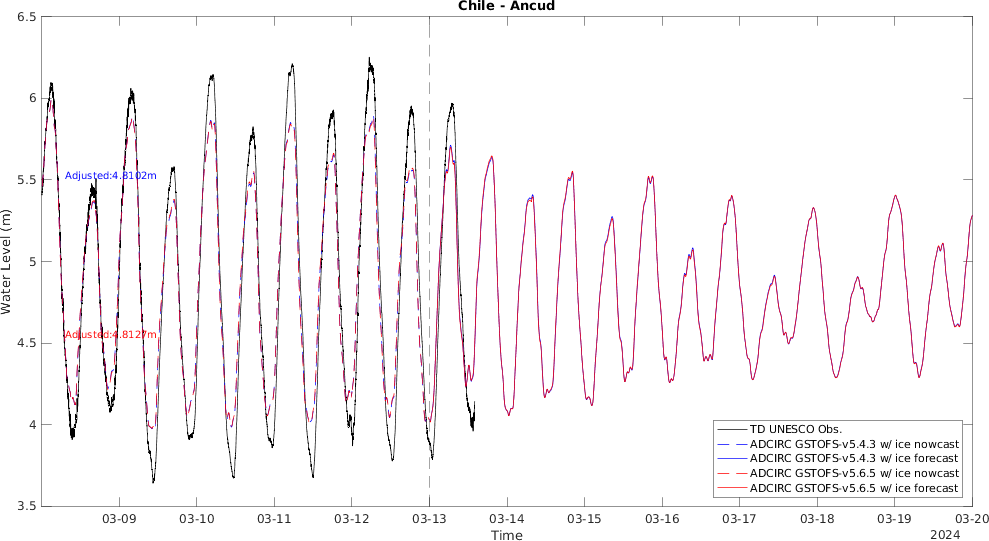 Chile - Ancud
6.5
6
5.5
5
4.5
4
3.5
Water Level (m)
Adjusted:4.8102m
Adjusted:4.8127m
TD UNESCO Obs.
ADCIRC GSTOFS-v5.4.3 w/ ice nowcast
ADCIRC GSTOFS-v5.4.3 w/ ice forecast
ADCIRC GSTOFS-v5.6.5 w/ ice nowcast
ADCIRC GSTOFS-v5.6.5 w/ ice forecast
03-09 03-10 03-11 03-12 03-13 03-14 03-15 03-16 03-17 03-18 03-19 03-20
Time
2024